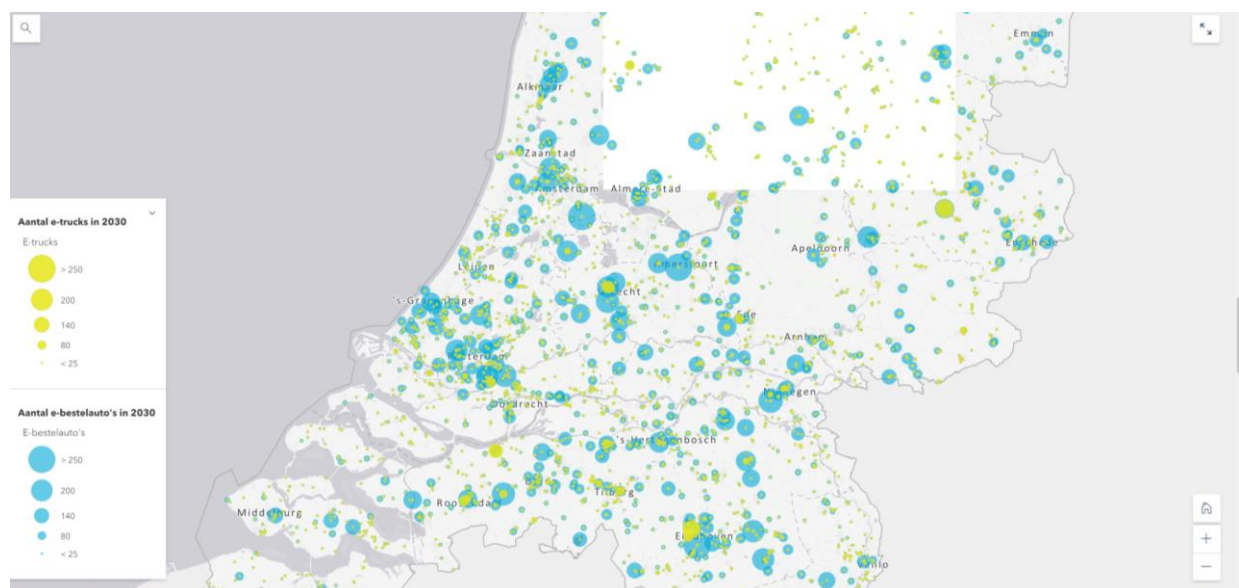 Emmen
Alkmaar
Zaanstad
Amsterdam
Almere-Stad
Apeldoorn
Enschede
Leiden
Amersfoort
's-Gravenhage
Utrecht
Ede
Arnhem
Rotterdam
Nijmegen
Dordrecht
's-Hertogenbosch
Breda
Tilburg
Roosendaal
Middelburg
Eindhoven
Venlo
Aantal e-trucks in 2030
E-trucks
> 250
200
140
80
< 25
Aantal e-bestelauto's in 2030
E-bestelauto's
> 250
200
140
80
< 25